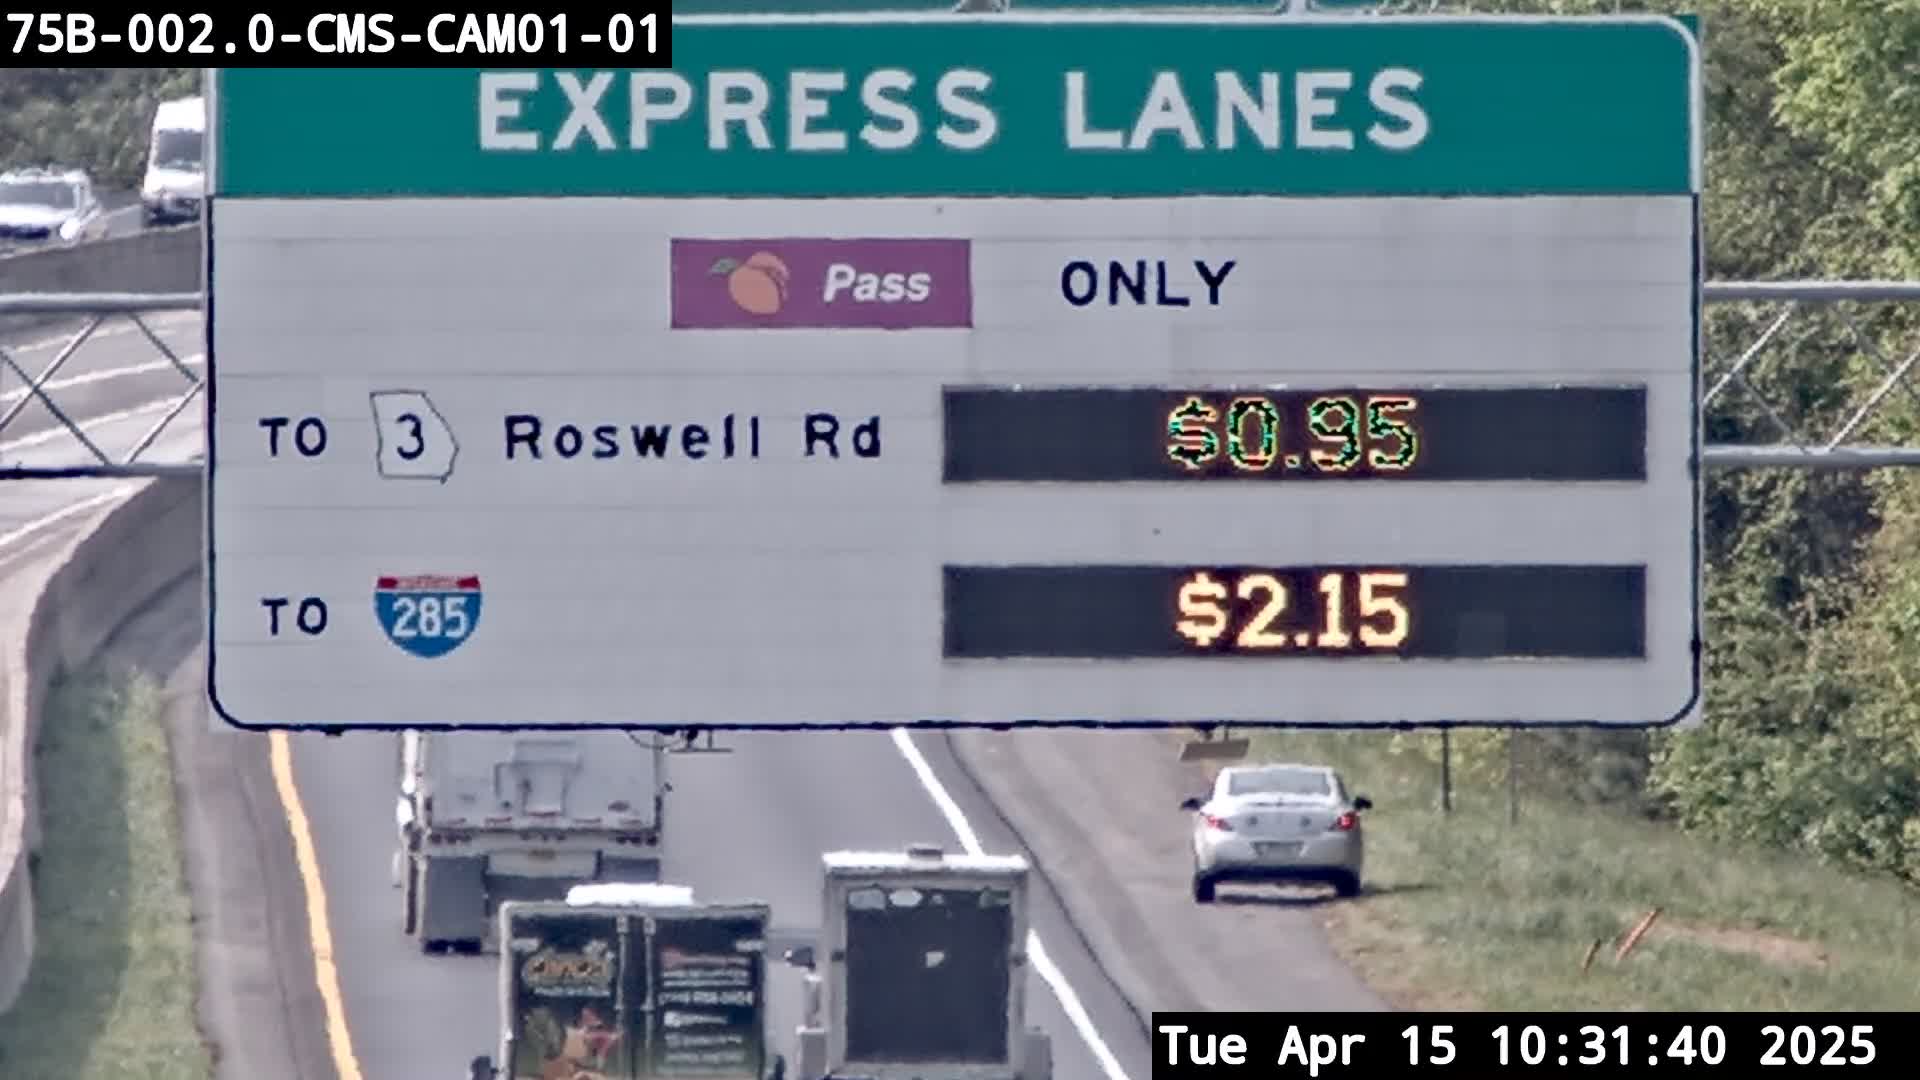 75B-002.0-CMS-CAM01-01
EXPRESS LANES
Pass ONLY
TO 3 Roswell Rd $0.95
TO 285 $2.15
Tue Apr 15 10:31:40 2025